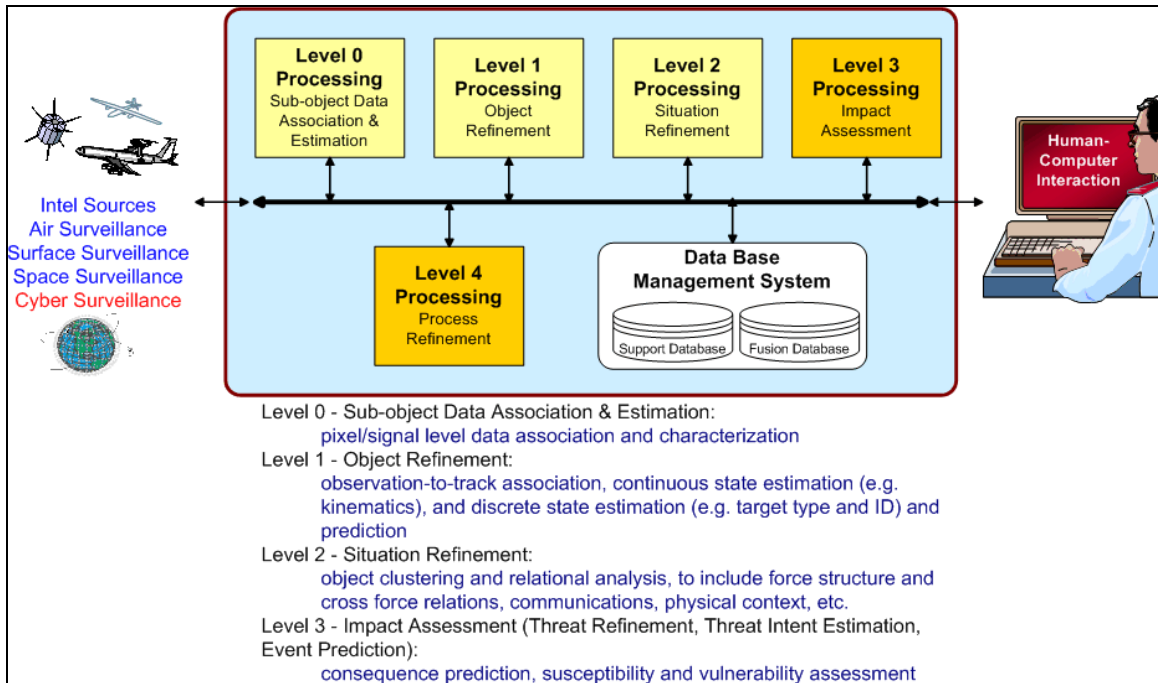 Level 0
Processing
Sub-object Data
Association &
Estimation
Level 1
Processing
Object
Refinement
Level 2
Processing
Situation
Refinement
Level 3
Processing
Impact
Assessment
Human-
Computer
Interaction
Intel Sources
Air Surveillance
Surface Surveillance
Space Surveillance
Cyber Surveillance
Level 4
Processing
Process
Refinement
Data Base
Management System
Support Database
Fusion Database
Level 0 - Sub-object Data Association & Estimation:
pixel/signal level data association and characterization
Level 1 - Object Refinement:
observation-to-track association, continuous state estimation (e.g.
kinematics), and discrete state estimation (e.g. target type and ID) and
prediction
Level 2 - Situation Refinement:
object clustering and relational analysis, to include force structure and
cross force relations, communications, physical context, etc.
Level 3 - Impact Assessment (Threat Refinement, Threat Intent Estimation,
Event Prediction):
consequence prediction, susceptibility and vulnerability assessment